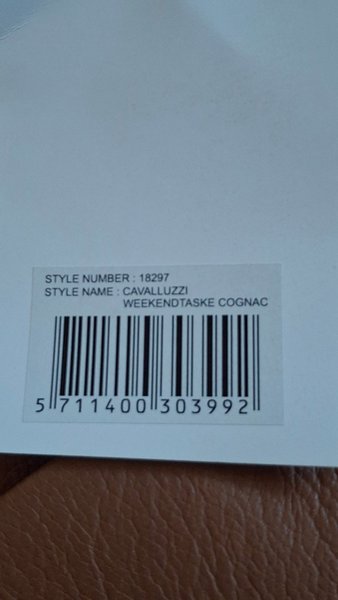 STYLE NUMBER : 18297
STYLE NAME : CAVALLUZZI
WEEKENDTASKE COGNAC
5 711400 303992